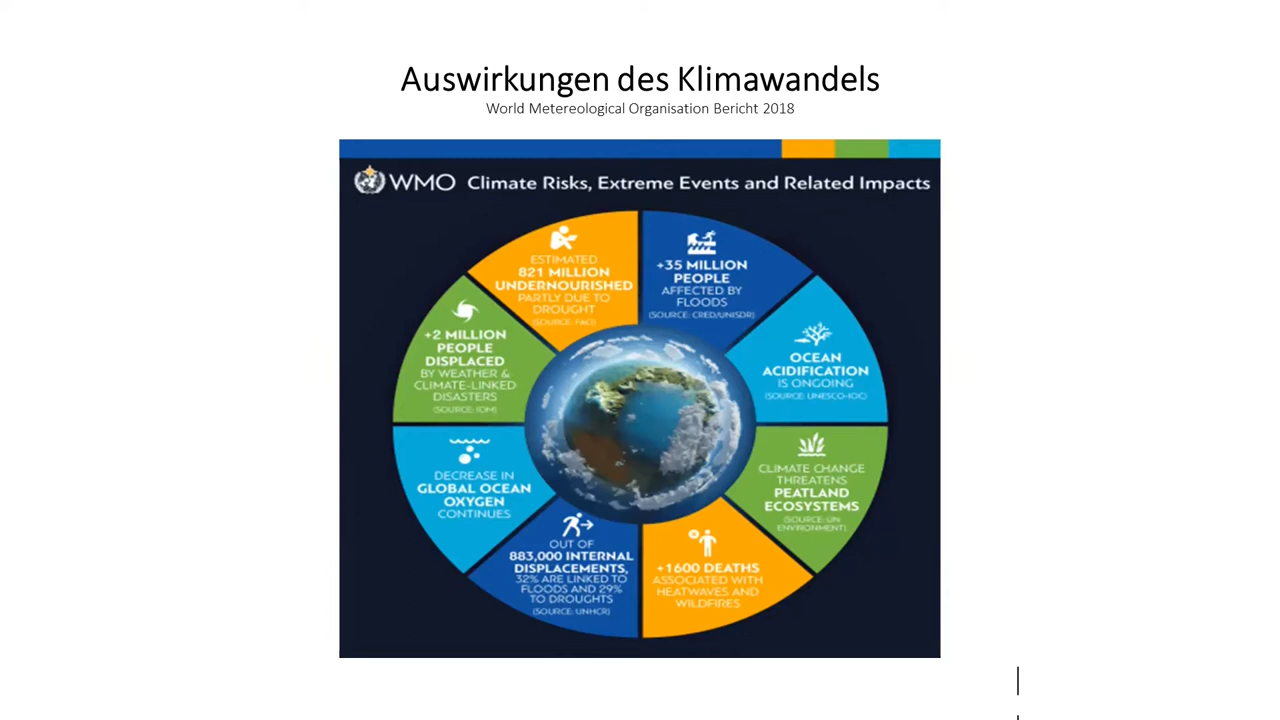 Auswirkungen des Klimawandels
World Metereological Organisation Bericht 2018
WMO Climate Risks, Extreme Events and Related Impacts
ESTIMATED
821 MILLION
UNDERNOURISHED
PARTLY DUE TO
DROUGHT
(SOURCE: FAO)
+35 MILLION
PEOPLE
AFFECTED BY
FLOODS
(SOURCE: CRED/UNISDR)
OCEAN
ACIDIFICATION
IS ONGOING
(SOURCE: UNESCO-IOC)
CLIMATE CHANGE
THREATENS
PEATLAND
ECOSYSTEMS
(SOURCE: UN
ENVIRONMENT)
+1600 DEATHS
ASSOCIATED WITH
HEATWAVES AND
WILDFIRES
OUT OF
883,000 INTERNAL
DISPLACEMENTS,
32% ARE LINKED TO
FLOODS AND 29%
TO DROUGHTS
(SOURCE: UNHCR)
DECREASE IN
GLOBAL OCEAN
OXYGEN
CONTINUES
+2 MILLION
PEOPLE
DISPLACED
BY WEATHER &
CLIMATE-LINKED
DISASTERS
(SOURCE: IOM)